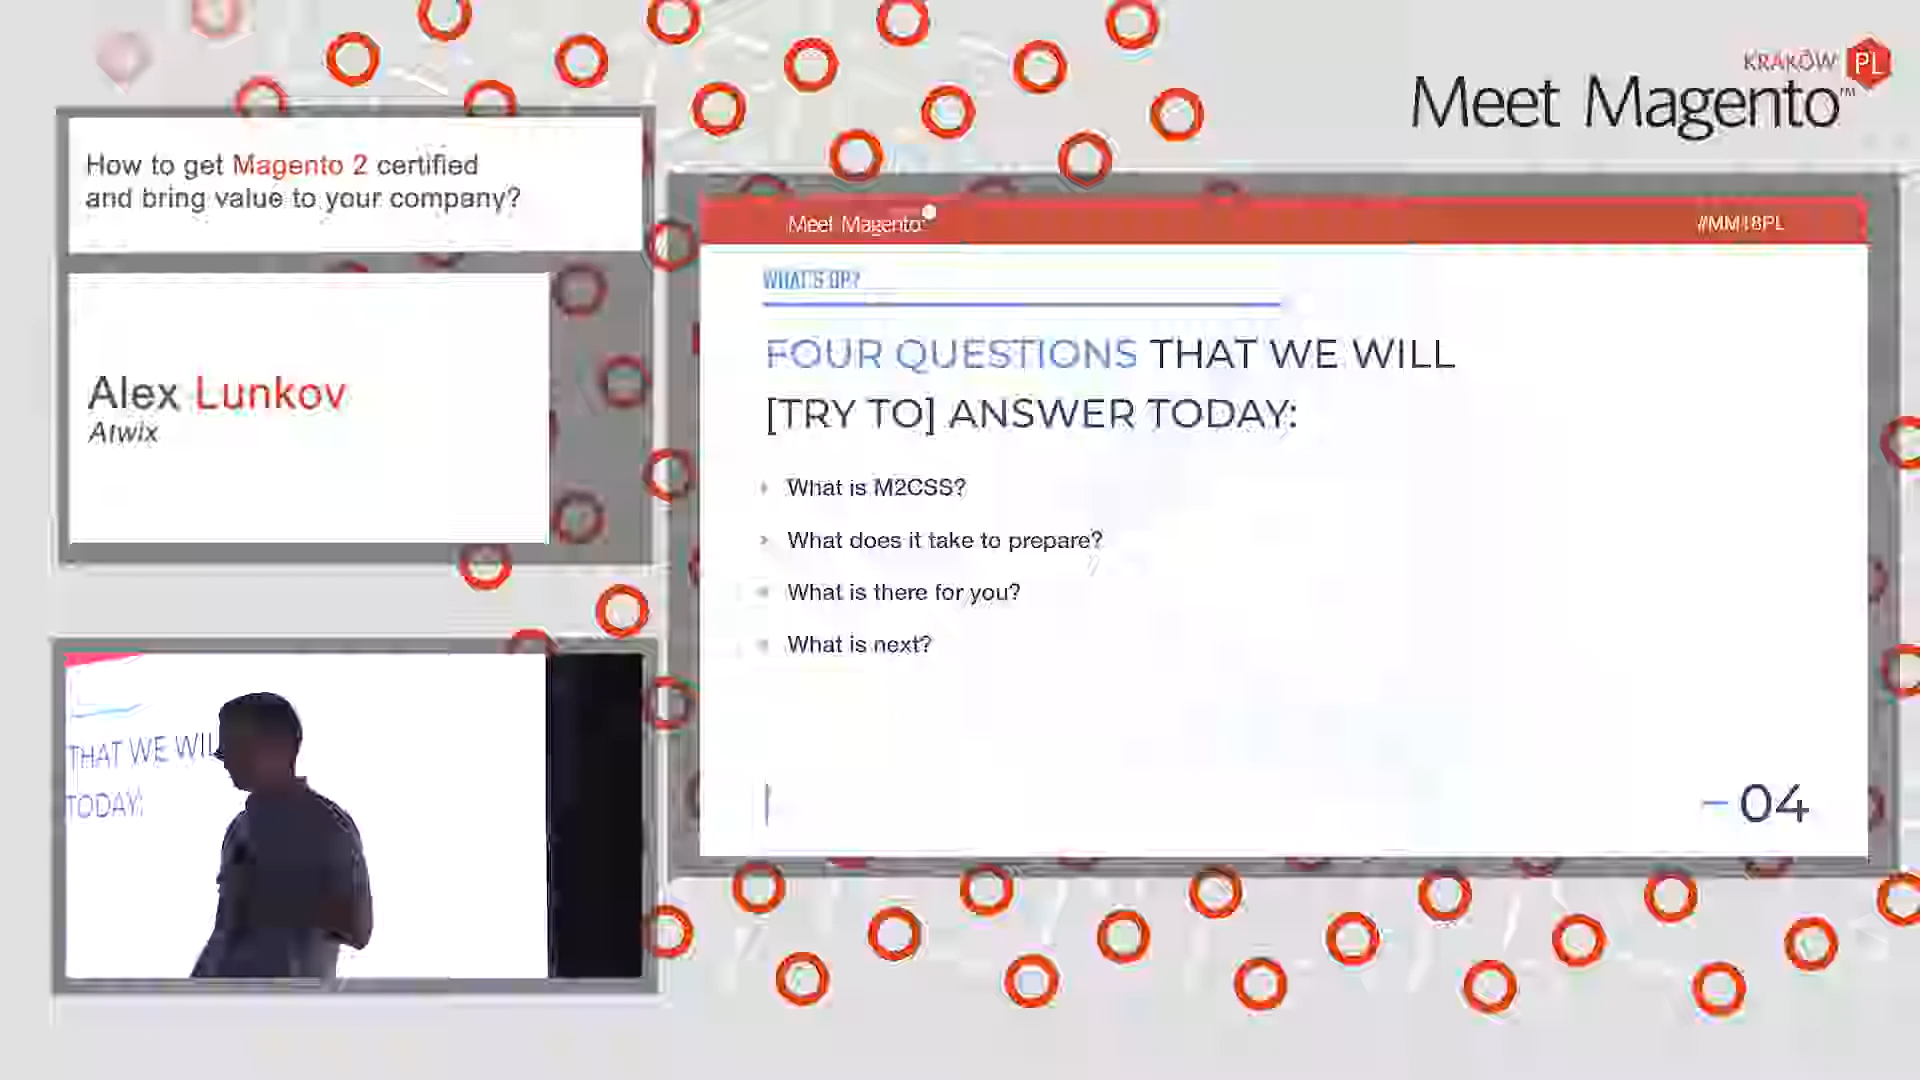 KRAKÓW PL
Meet Magento™
How to get Magento 2 certified
and bring value to your company?
Alex Lunkov
Atwix
Meet Magento
#MM18PL
WHAT'S UP?
FOUR QUESTIONS THAT WE WILL
[TRY TO] ANSWER TODAY:
What is M2CSS?
What does it take to prepare?
What is there for you?
What is next?
04
THAT WE WIL
TODAY: